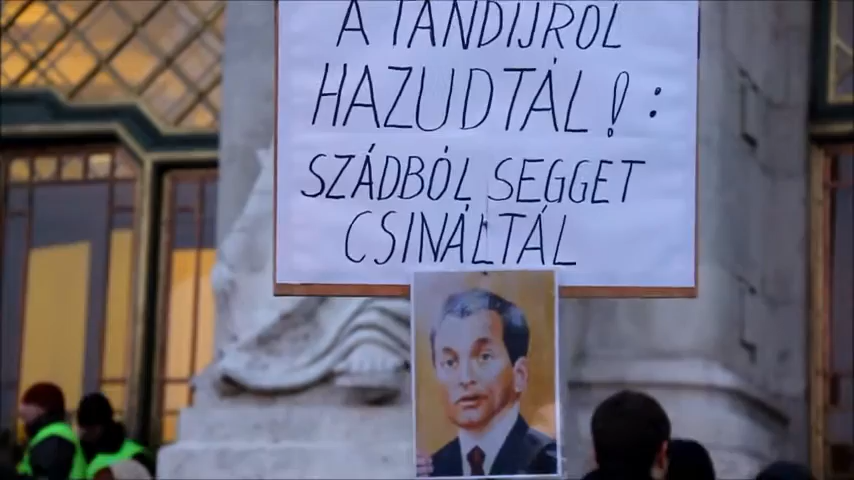 A TANDÍJRÓL
HAZUDTÁL! :
SZÁDBÓL SEGGET
CSINÁLTÁL